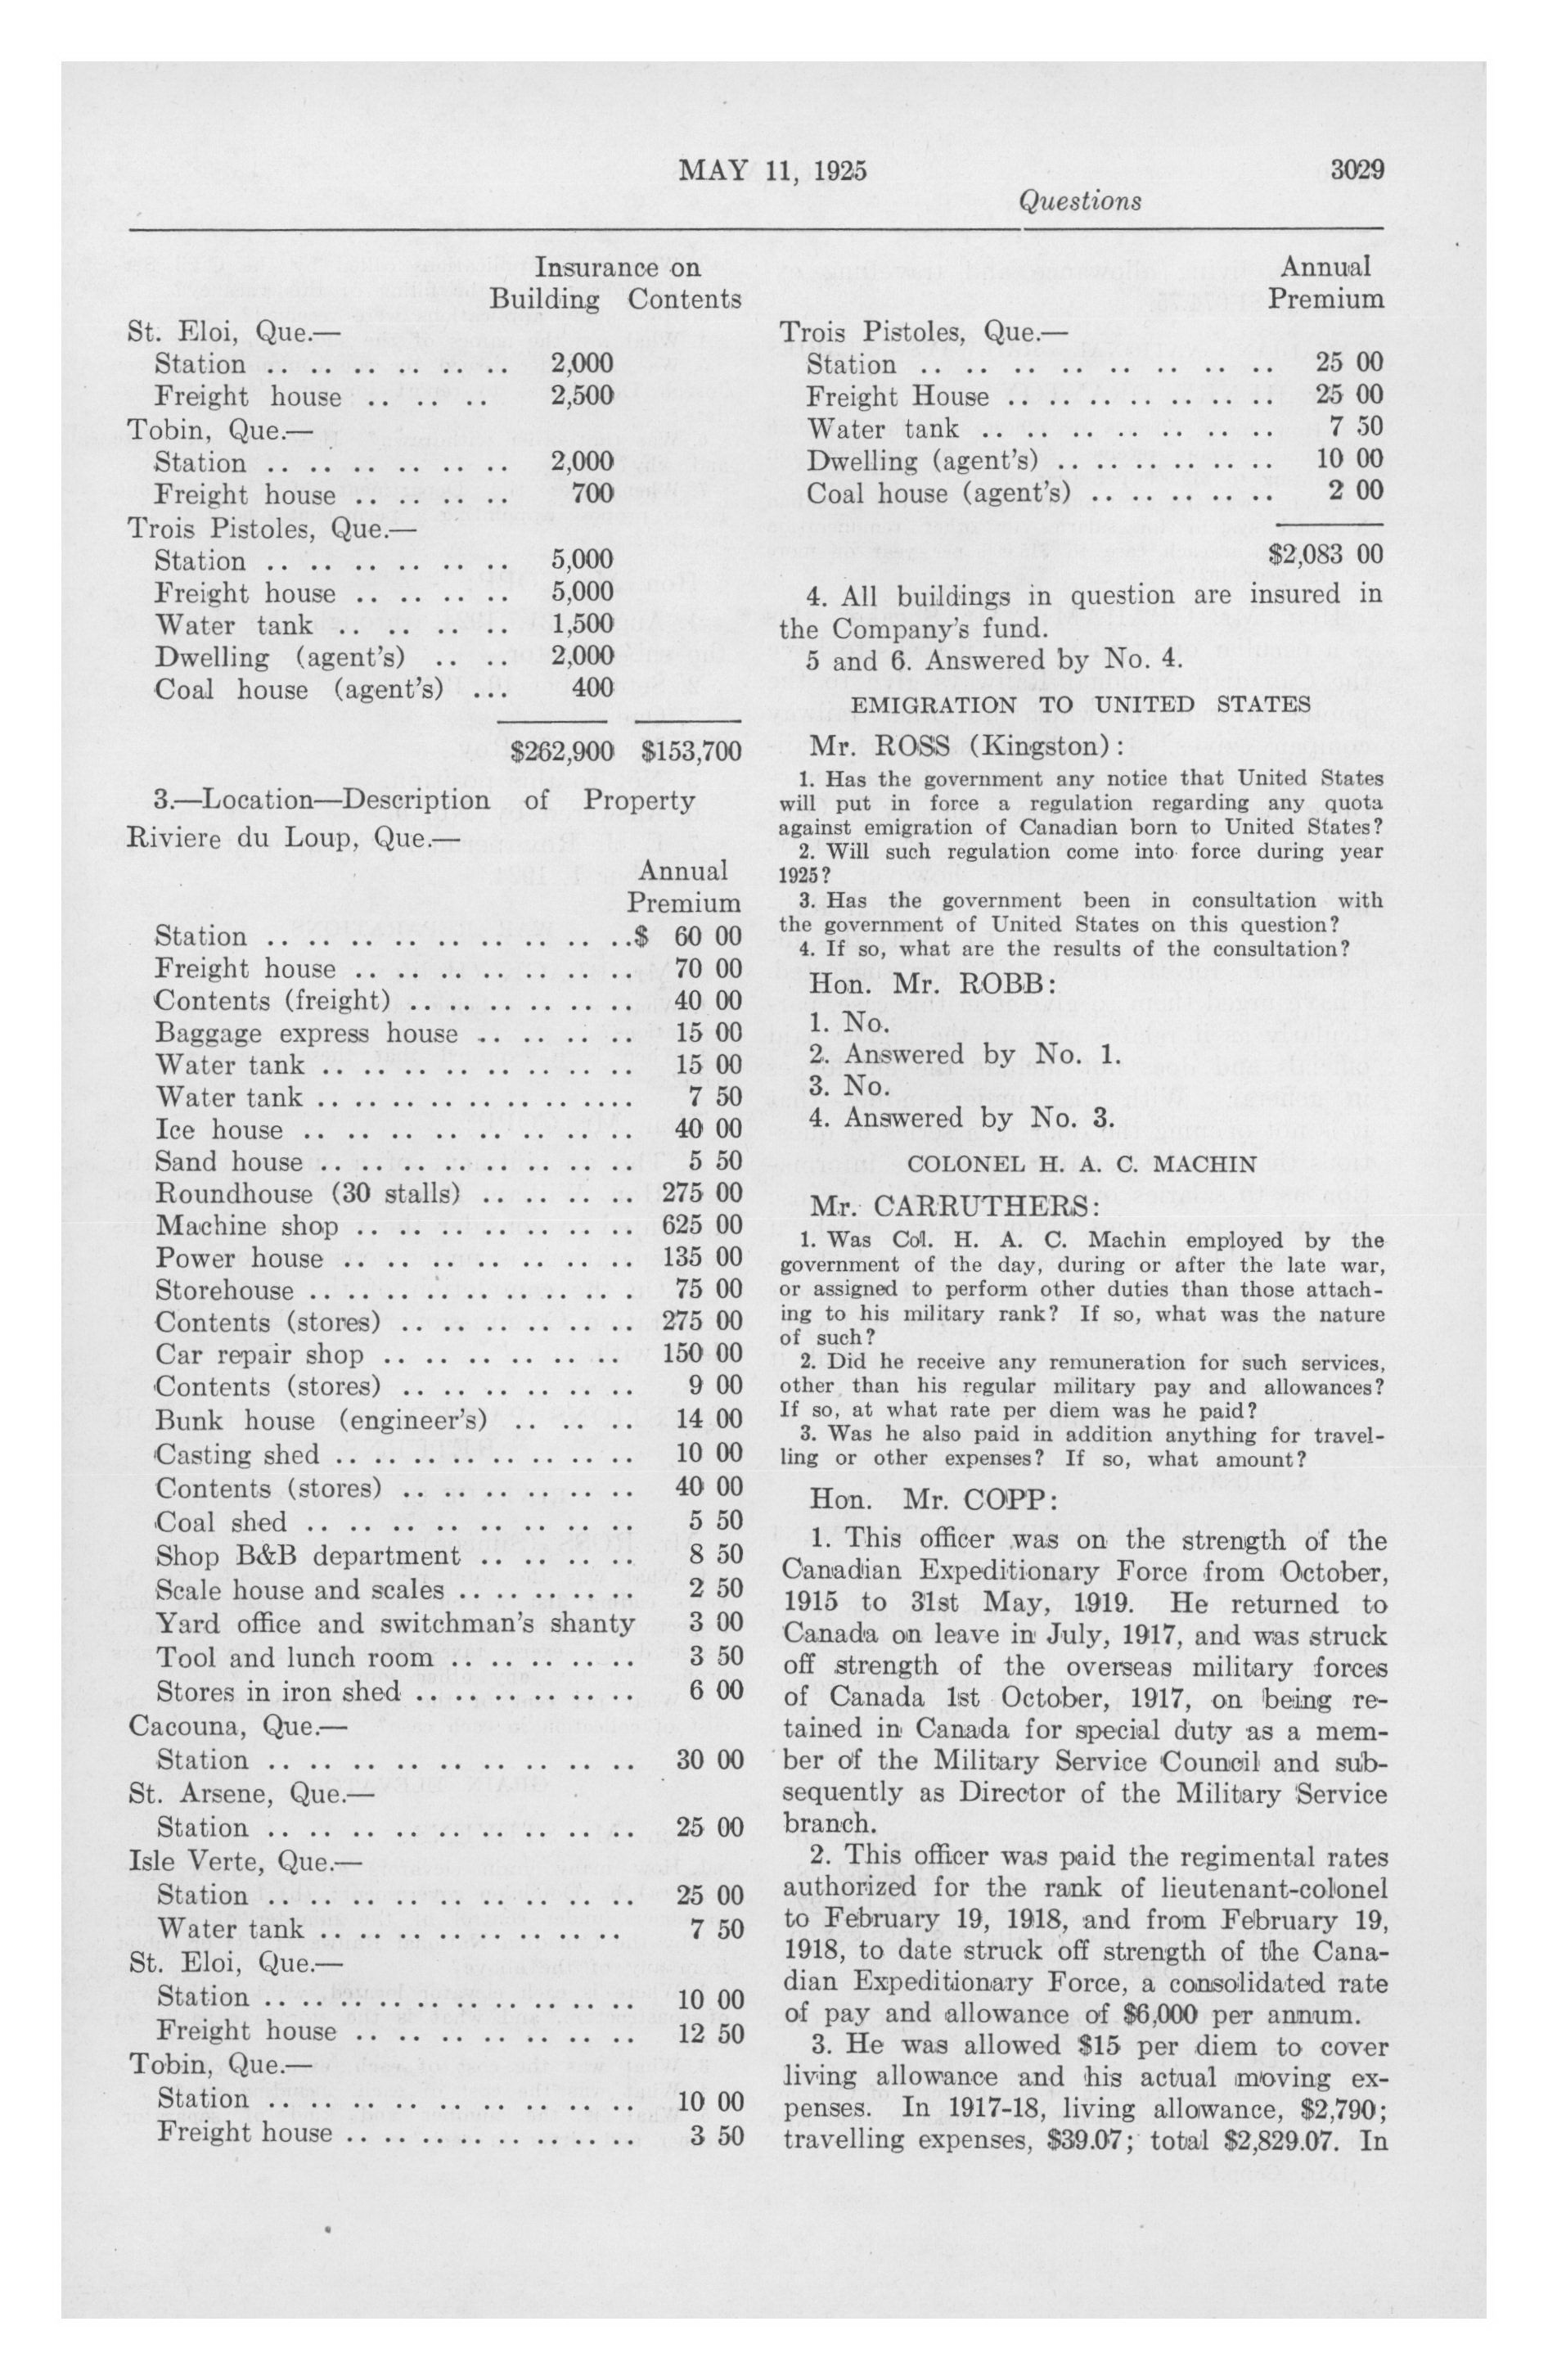 MAY 11, 1925 3029
Questions
Insurance on
Building Contents
St. Eloi, Que.—
Station .. .. .. .. .. .. 2,000
Freight house .. .. .. 2,500
Tobin, Que.—
Station .. .. .. .. .. .. 2,000
Freight house .. .. .. .. 700
Trois Pistoles, Que.—
Station .. .. .. .. .. .. 5,000
Freight house .. .. .. .. 5,000
Water tank .. .. .. .. 1,500
Dwelling (agent's) .. .. 2,000
Coal house (agent's) ... 400
$262,900 $153,700
3.—Location—Description of Property
Riviere du Loup, Que.—
Annual
Premium
Station .. .. .. .. .. .. .. .. ..$ 60 00
Freight house .. .. .. .. .. .. .. 70 00
Contents (freight) .. .. .. .. .. .. 40 00
Baggage express house .. .. .. .. 15 00
Water tank .. .. .. .. .. .. .. .. 15 00
Water tank .. .. .. .. .. .. .. .... 7 50
Ice house .. .. .. .. .. .. .. .. 40 00
Sand house .. .. .. .. .. .. .. .. 5 50
Roundhouse (30 stalls) .. .. .. .. 275 00
Machine shop .. .. .. .. .. .. .. 625 00
Power house .. .. .. .. .. .. .. 135 00
Storehouse .. .. .. .. .. .. .. .. . 75 00
Contents (stores) .. .. .. .. .. .. 275 00
Car repair shop .. .. .. .. .. .. 150 00
Contents (stores) .. .. .. .. .. .. 9 00
Bunk house (engineer's) .. .. .. 14 00
Casting shed .. .. .. .. .. .. .. .. 10 00
Contents (stores) .. .. .. .. .. .. 40 00
Coal shed .. .. .. .. .. .. .. .. 5 50
Shop B&B department .. .. .. .. 8 50
Scale house and scales .. .. .. .. .. 2 50
Yard office and switchman's shanty 3 00
Tool and lunch room .. .. .. .. .. 3 50
Stores in iron shed .. .. .. .. .. .. 6 00
Cacouna, Que.—
Station .. .. .. .. .. .. .. .. .. 30 00
St. Arsene, Que.—
Station .. .. .. .. .. .. .. .. .. 25 00
Isle Verte, Que.—
Station .. .. .. .. .. .. .. .. .. 25 00
Water tank .. .. .. .. .. .. .. .. 7 50
St. Eloi, Que.—
Station .. .. .. .. .. .. .. .. .. .. 10 00
Freight house .. .. .. .. .. .. .. 12 50
Tobin, Que.—
Station .. .. .. .. .. .. .. .. .. 10 00
Freight house .. .. .. .. .. .. .. .. 3 50
Annual
Premium
Trois Pistoles, Que.—
Station .. .. .. .. .. .. .. .. .. 25 00
Freight House .. .. .. .. .. .. .. 25 00
Water tank .. .. .. .. .. .. .. 7 50
Dwelling (agent's) .. .. .. .. .. .. 10 00
Coal house (agent's) .. .. .. .. .. 2 00
$2,083 00
4. All buildings in question are insured in
the Company's fund.
5 and 6. Answered by No. 4.
EMIGRATION TO UNITED STATES
Mr. ROSS (Kingston):
1. Has the government any notice that United States
will put in force a regulation regarding any quota
against emigration of Canadian born to United States?
2. Will such regulation come into force during year
1925?
3. Has the government been in consultation with
the government of United States on this question?
4. If so, what are the results of the consultation?
Hon. Mr. ROBB:
1. No.
2. Answered by No. 1.
3. No.
4. Answered by No. 3.
COLONEL H. A. C. MACHIN
Mr. CARRUTHERS:
1. Was Col. H. A. C. Machin employed by the
government of the day, during or after the late war,
or assigned to perform other duties than those attach-
ing to his military rank? If so, what was the nature
of such?
2. Did he receive any remuneration for such services,
other than his regular military pay and allowances?
If so, at what rate per diem was he paid?
3. Was he also paid in addition anything for travel-
ling or other expenses? If so, what amount?
Hon. Mr. COPP:
1. This officer was on the strength of the
Canadian Expeditionary Force from October,
1915 to 31st May, 1919. He returned to
Canada on leave in July, 1917, and was struck
off strength of the overseas military forces
of Canada 1st October, 1917, on being re-
tained in Canada for special duty as a mem-
ber of the Military Service Council and sub-
sequently as Director of the Military Service
branch.
2. This officer was paid the regimental rates
authorized for the rank of lieutenant-colonel
to February 19, 1918, and from February 19,
1918, to date struck off strength of the Cana-
dian Expeditionary Force, a consolidated rate
of pay and allowance of $6,000 per annum.
3. He was allowed $15 per diem to cover
living allowance and his actual moving ex-
penses. In 1917-18, living allowance, $2,790;
travelling expenses, $39.07; total $2,829.07. In